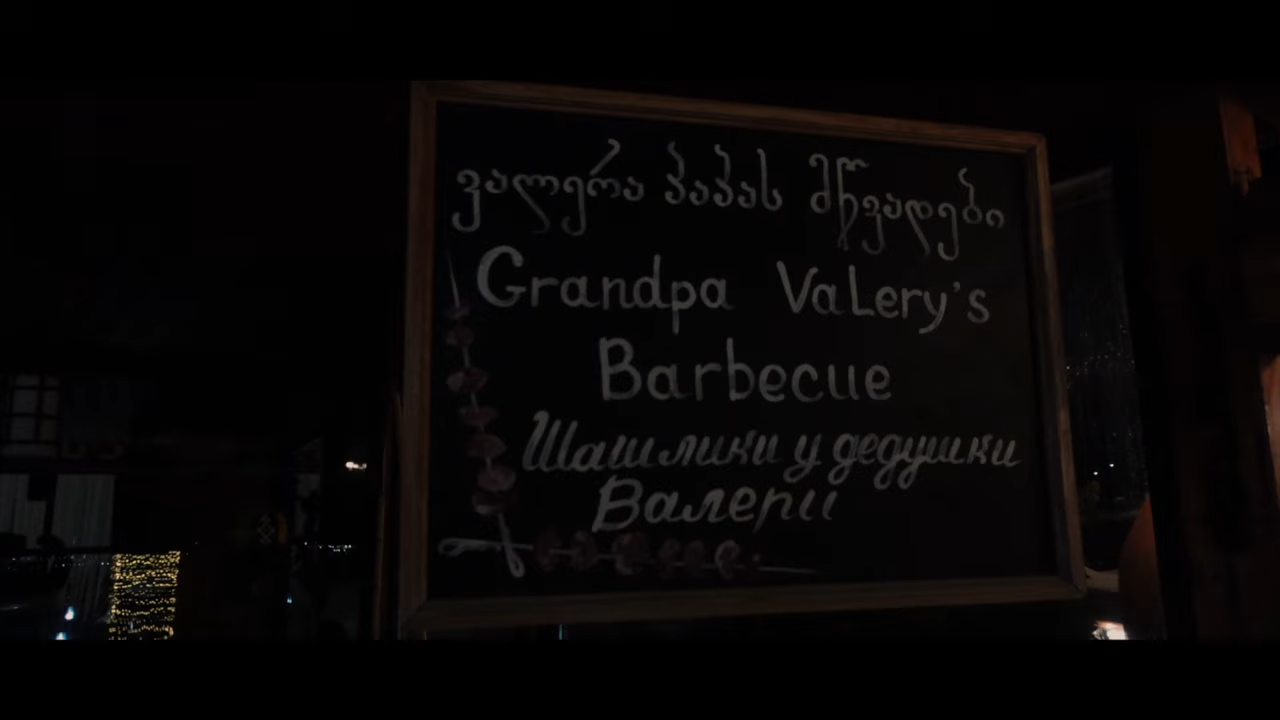 ვალერა პაპას მწვადები
Grandpa Valery's
Barbecue
Шашлики у дедушки
Валери